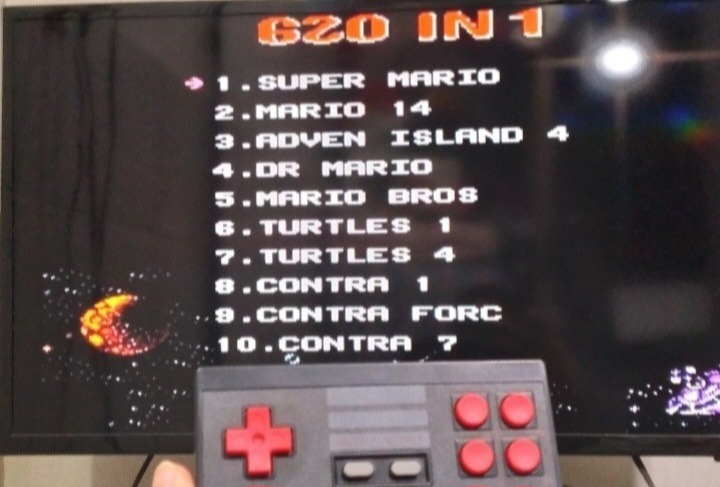 620 IN 1
1.SUPER MARIO
2.MARIO 14
3.ADVEN ISLAND 4
4.DR MARIO
5.MARIO BROS
6.TURTLES 1
7.TURTLES 4
8.CONTRA 1
9.CONTRA FORC
10.CONTRA 7